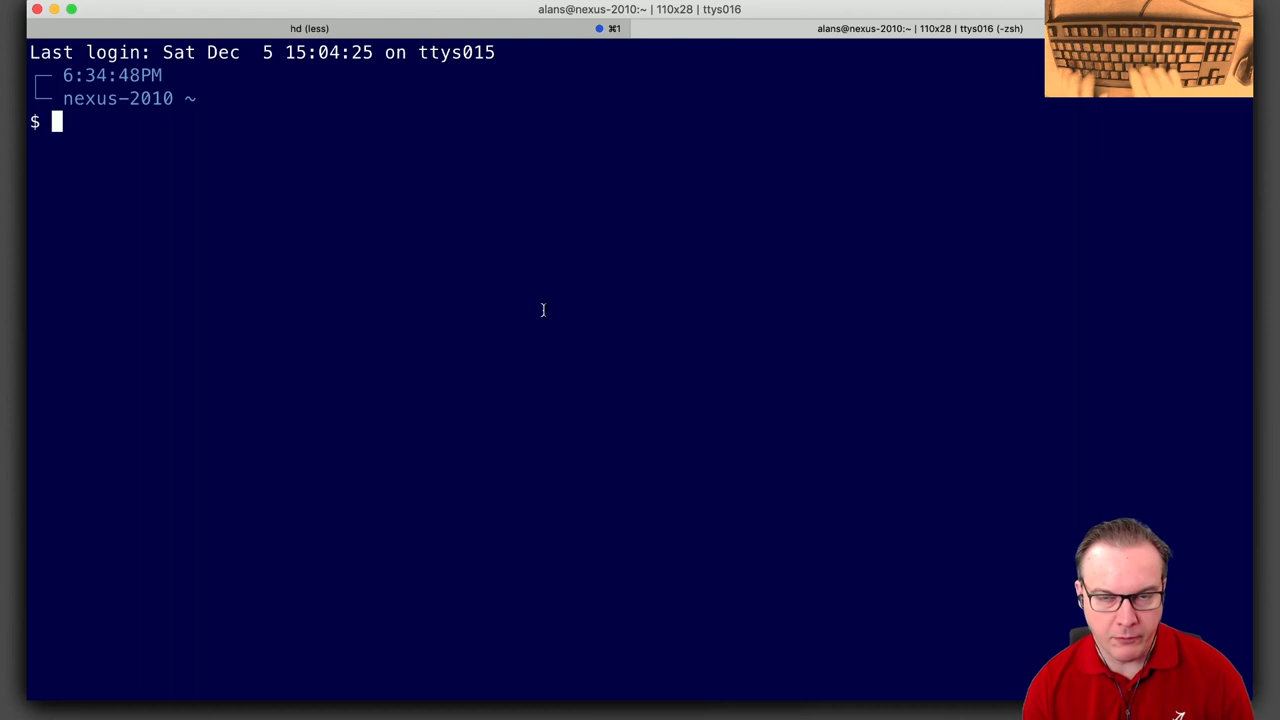 alans@nexus-2010:~ | 110x28 | ttys016
hd (less)
⌘1
alans@nexus-2010:~ | 110x28 | ttys016 (-zsh)
Last login: Sat Dec  5 15:04:25 on ttys015
6:34:48PM
nexus-2010 ~
$